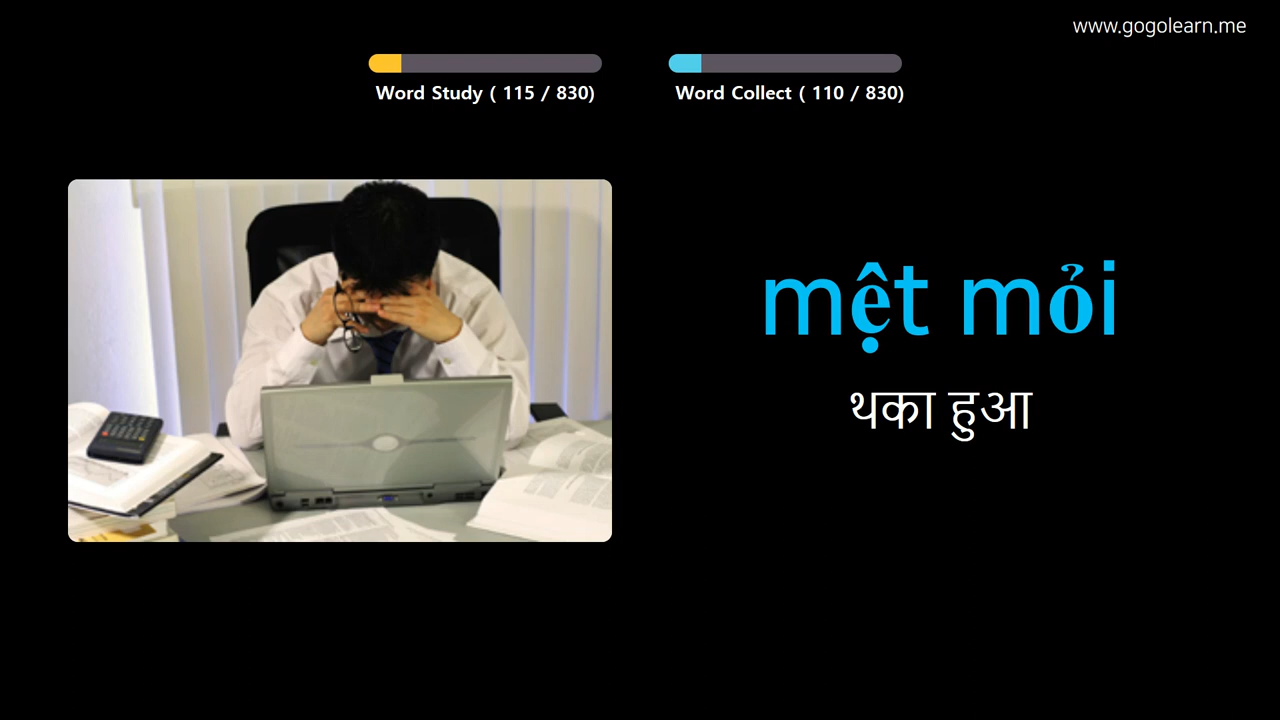 www.gogolearn.me
Word Study ( 115 / 830)
Word Collect ( 110 / 830)
mệt mỏi
थका हुआ